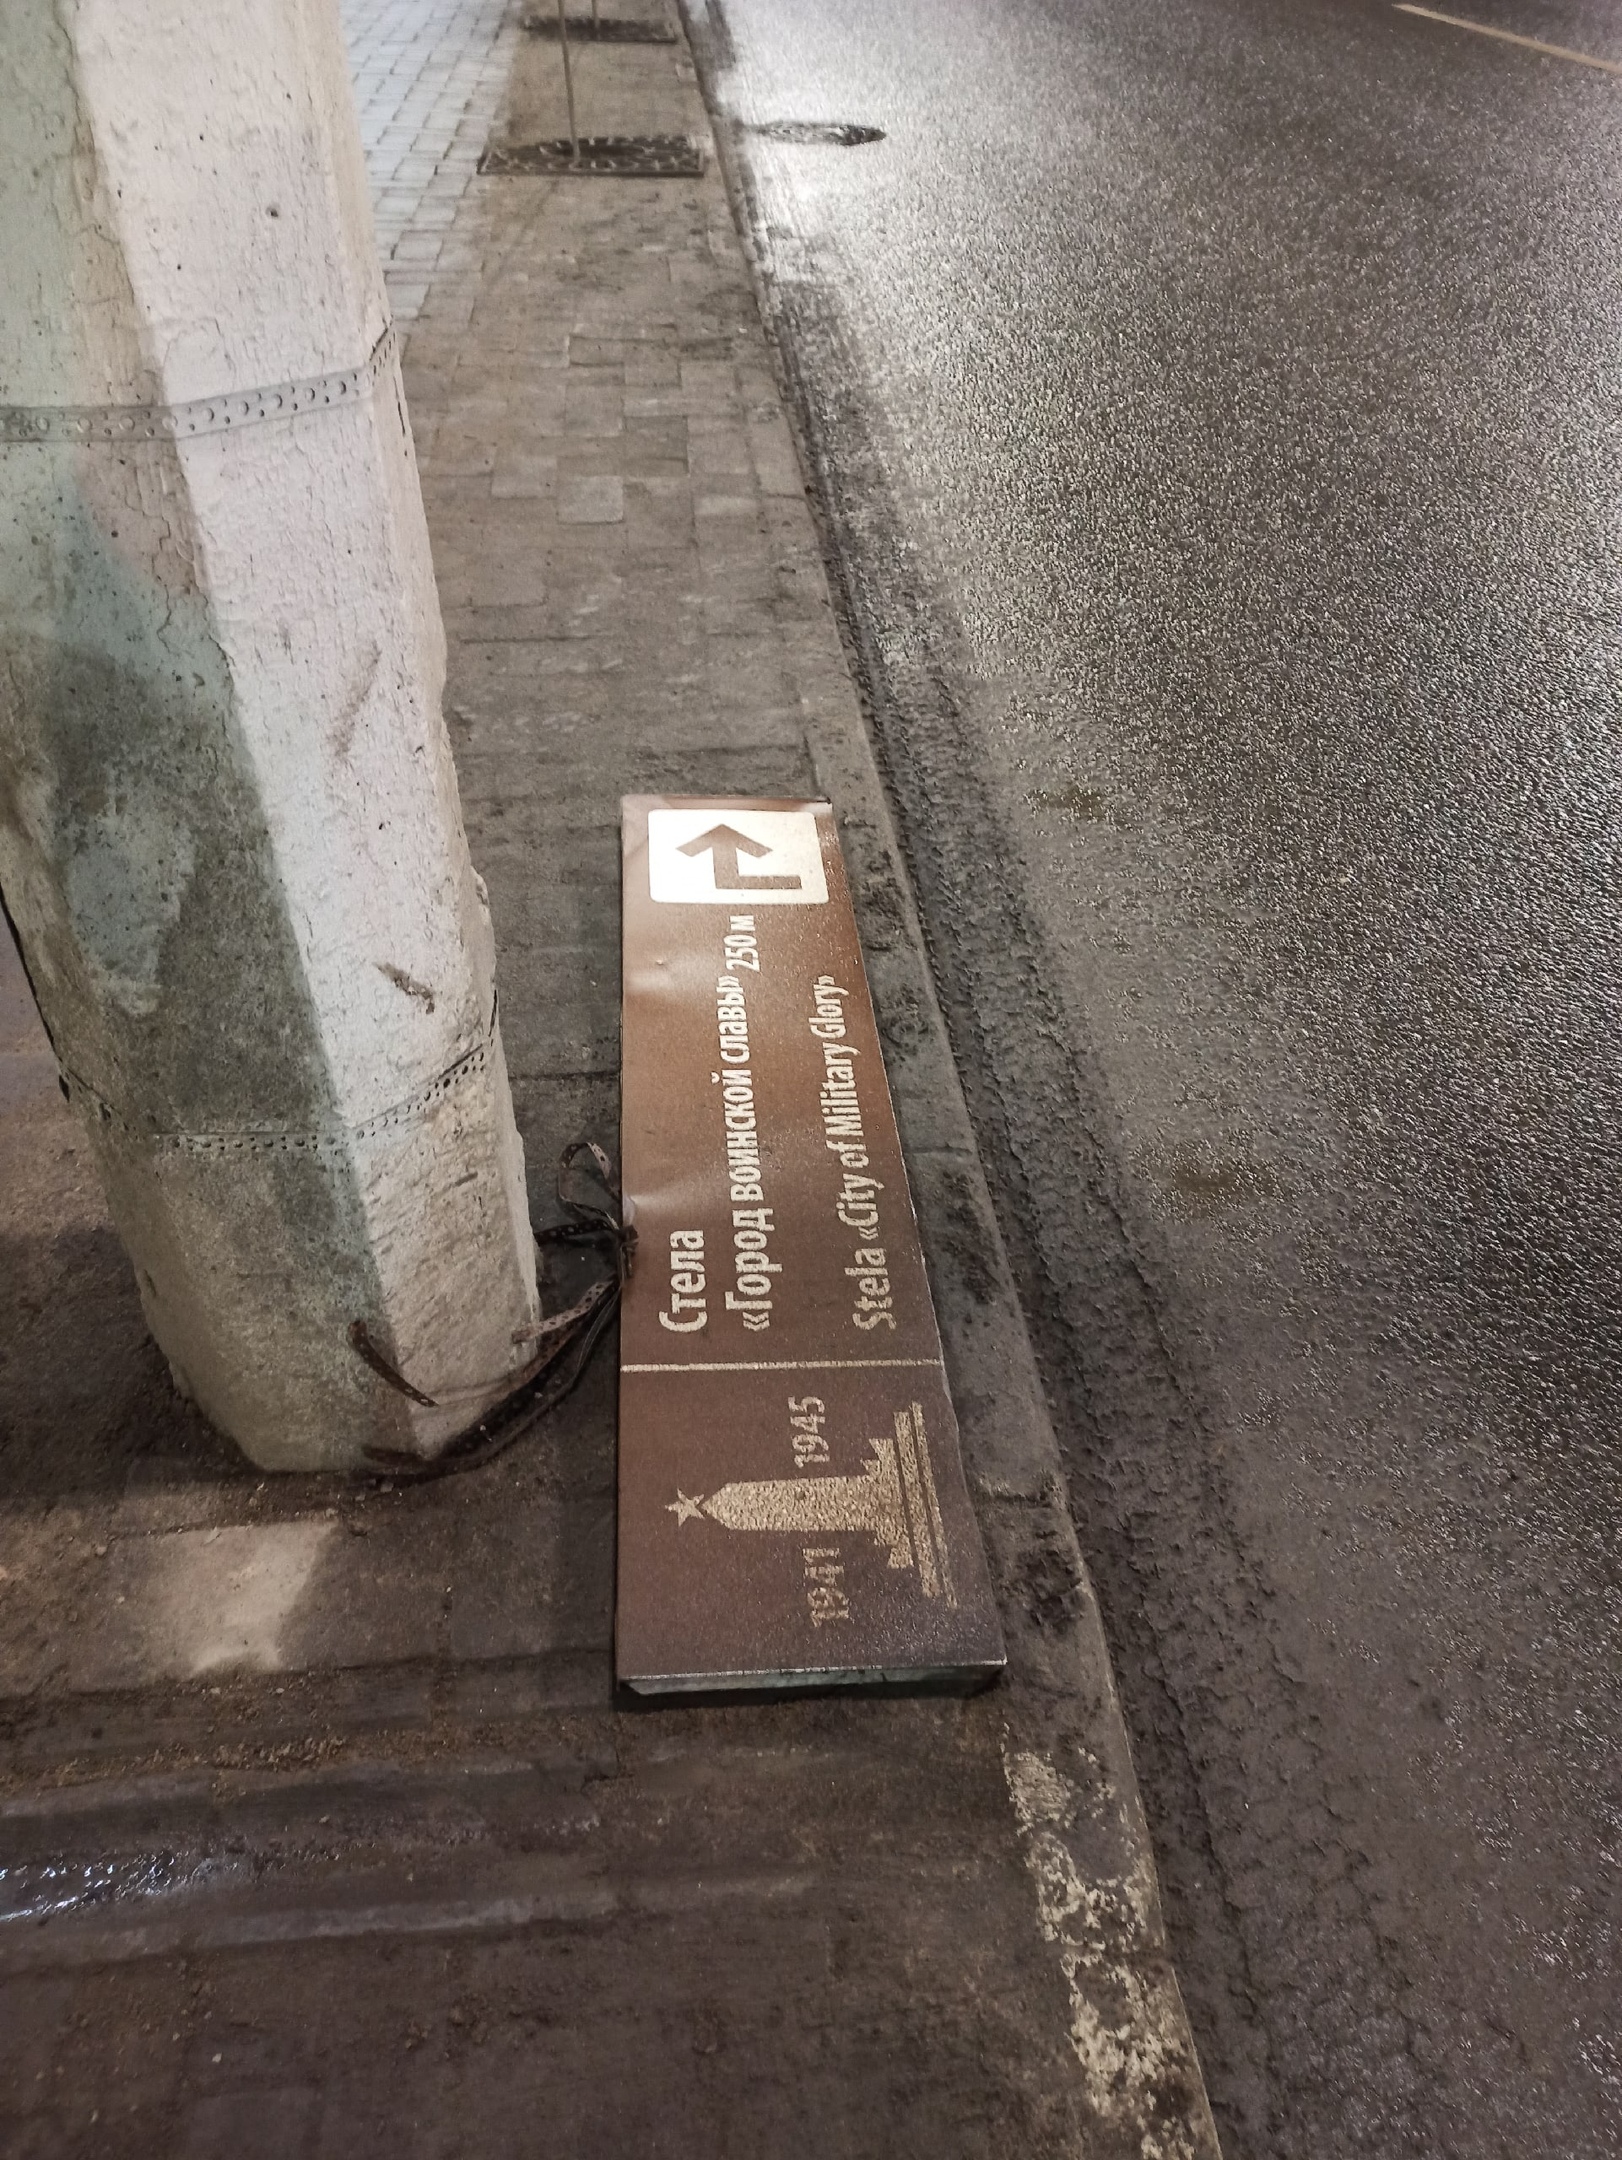 1941 1945
Стела
«Город воинской славы» 250 м
Stela «City of Military Glory»